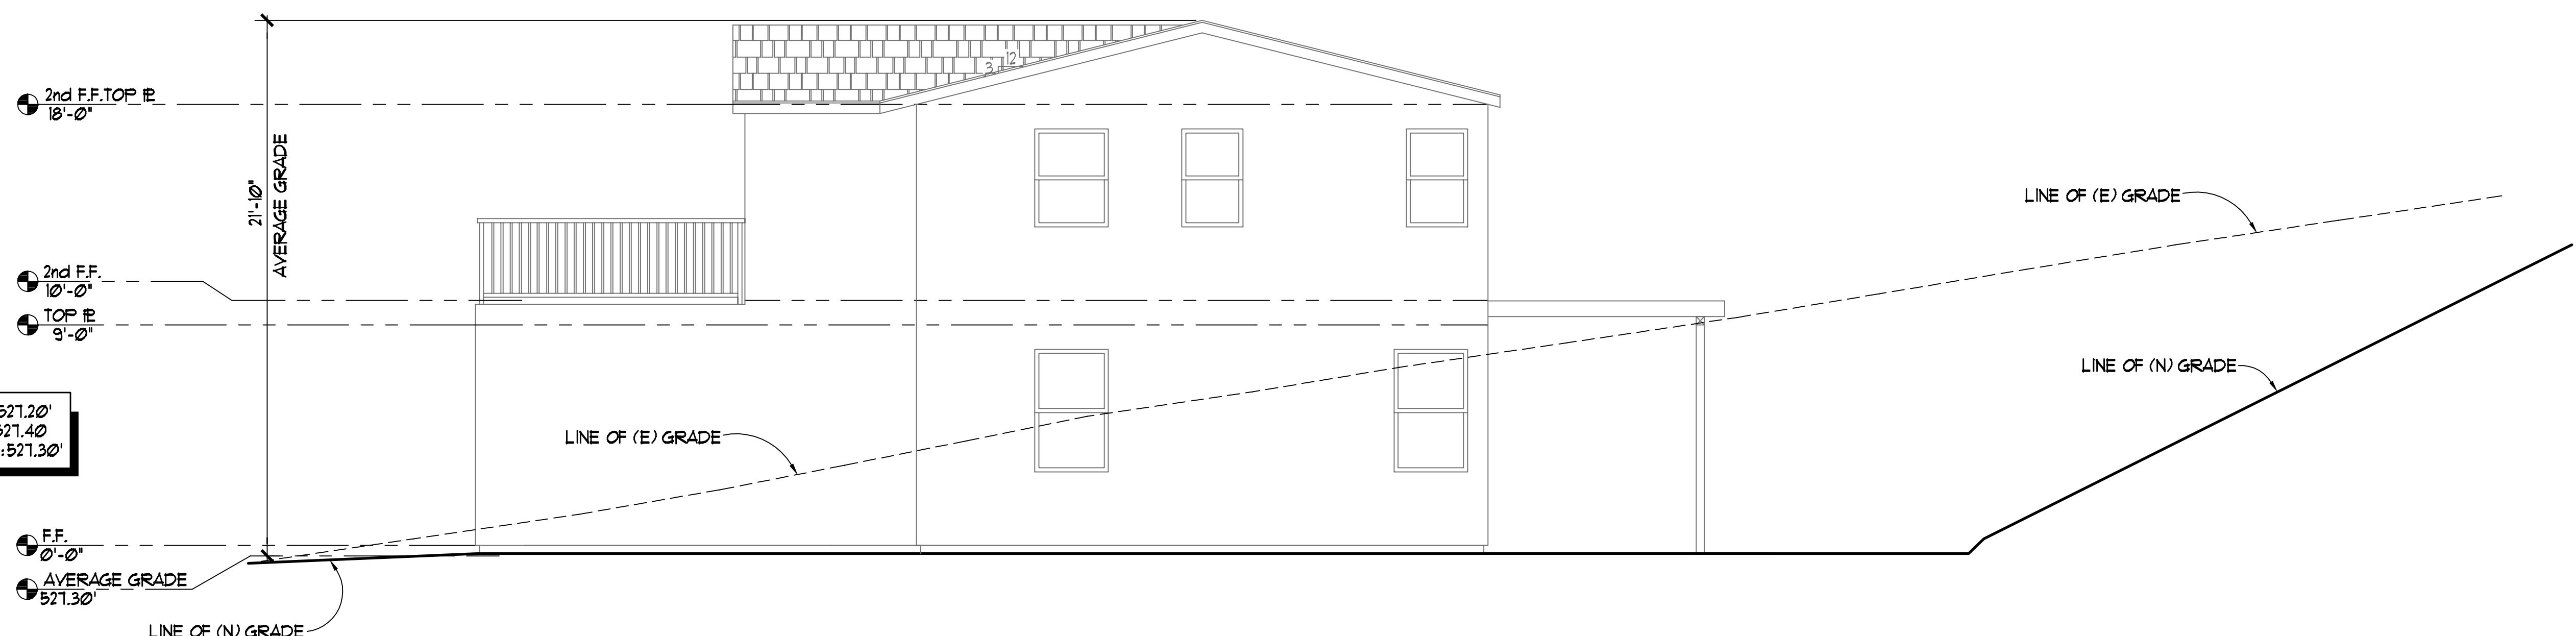 12
3
2nd F.F.TOP PL
18'-0"
21'-10"
AVERAGE GRADE
LINE OF (E) GRADE
2nd F.F.
10'-0"
TOP PL
9'-0"
LINE OF (N) GRADE
527.20'
527.40
:527.30'
LINE OF (E) GRADE
F.F.
0'-0"
AVERAGE GRADE
527.30'
LINE OF (N) GRADE